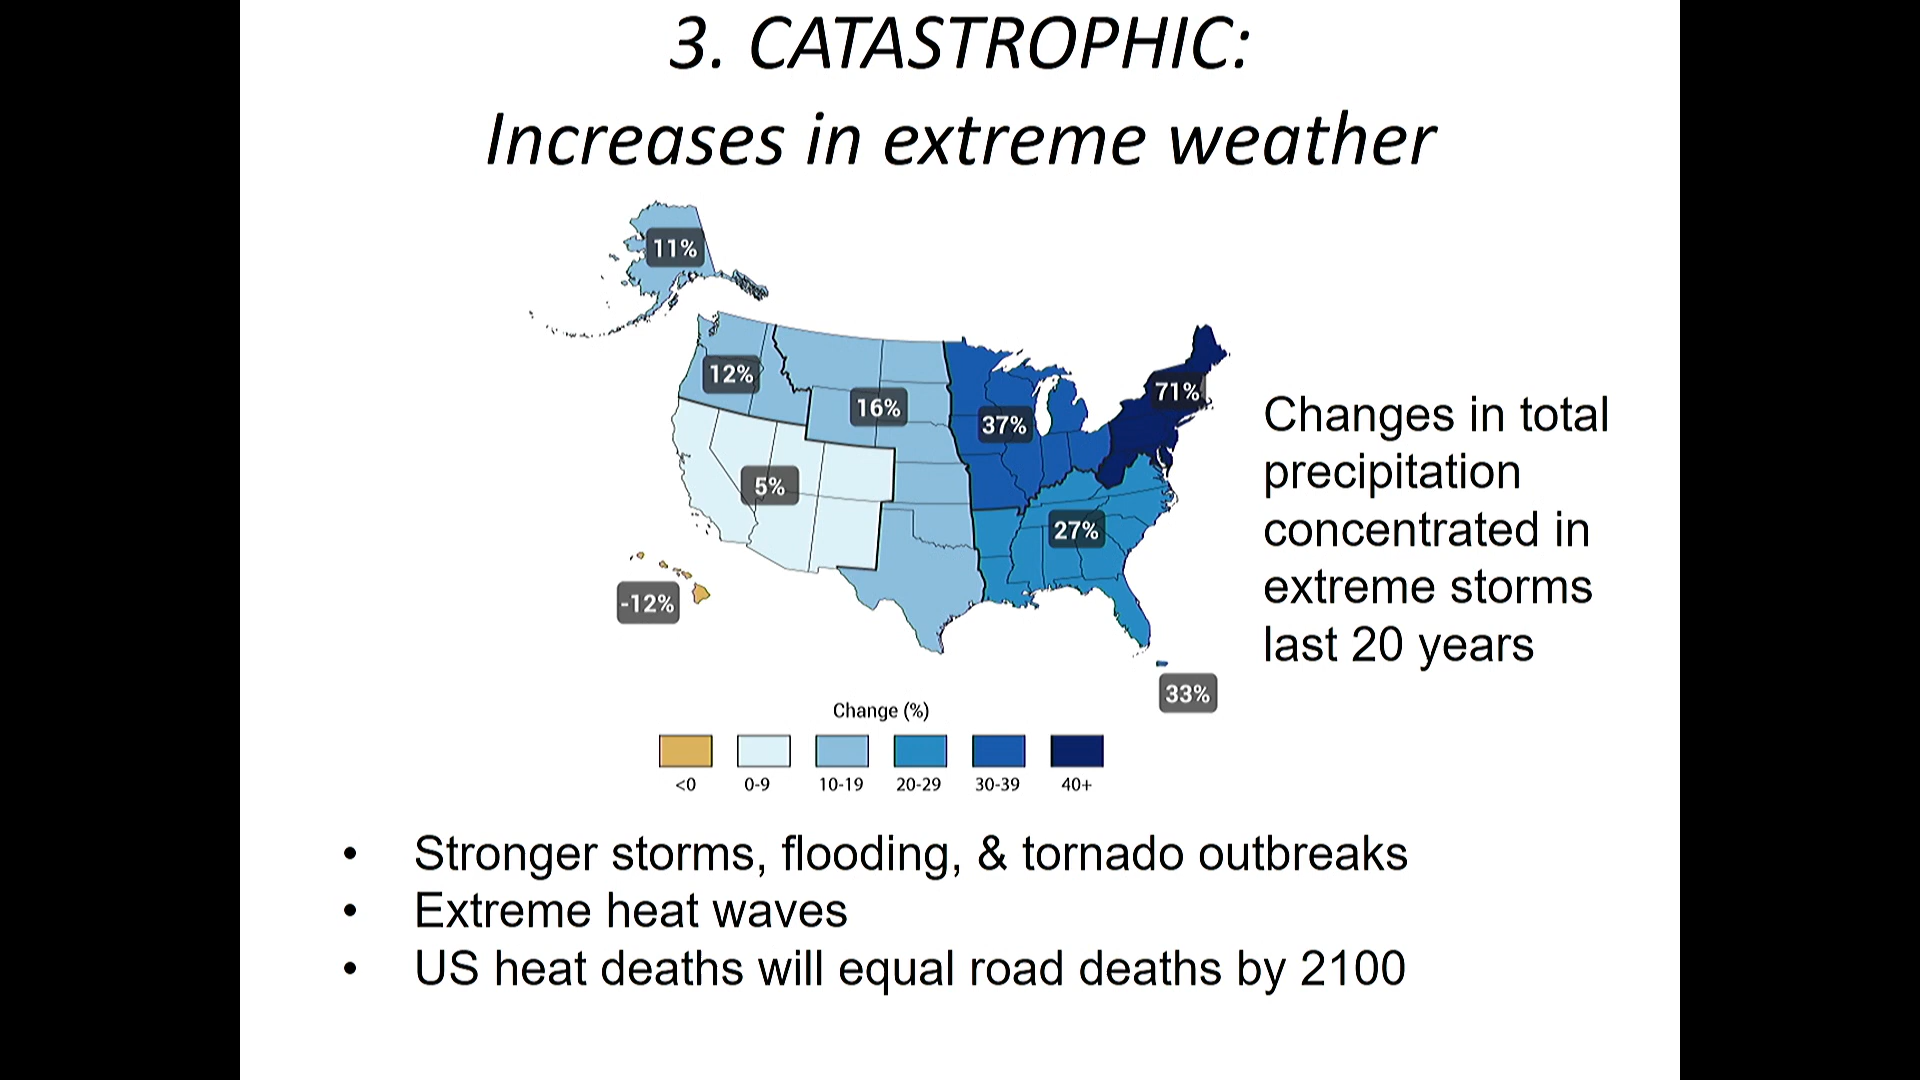 3. CATASTROPHIC:
Increases in extreme weather
11%
12%
16%
37%
71%
5%
27%
-12%
33%
Changes in total
precipitation
concentrated in
extreme storms
last 20 years
Change (%)
<0 0-9 10-19 20-29 30-39 40+
• Stronger storms, flooding, & tornado outbreaks
• Extreme heat waves
• US heat deaths will equal road deaths by 2100